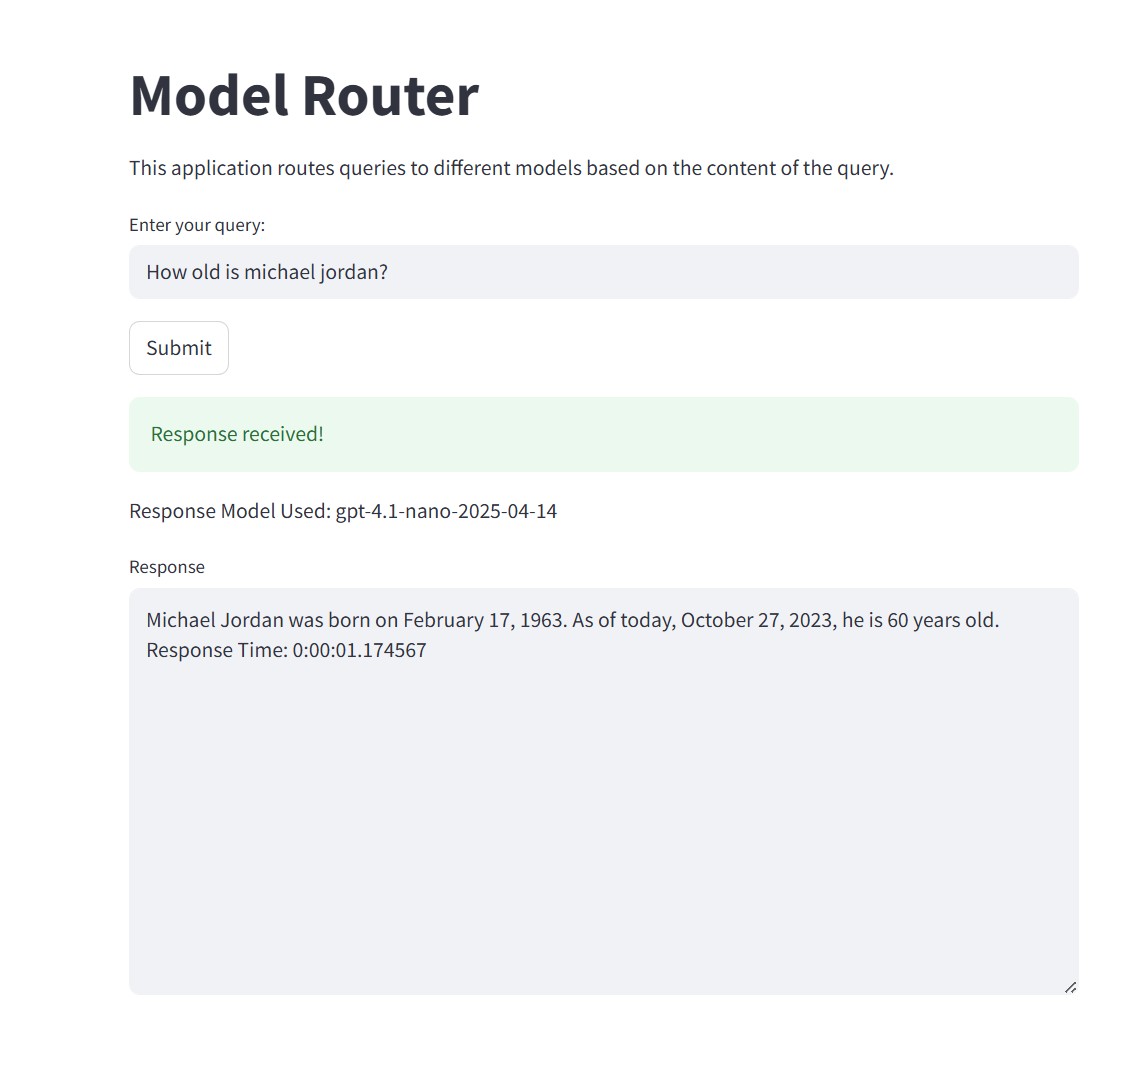 Model Router
This application routes queries to different models based on the content of the query.
Enter your query:
How old is michael jordan?
Submit
Response received!
Response Model Used: gpt-4.1-nano-2025-04-14
Response
Michael Jordan was born on February 17, 1963. As of today, October 27, 2023, he is 60 years old.
Response Time: 0:00:01.174567